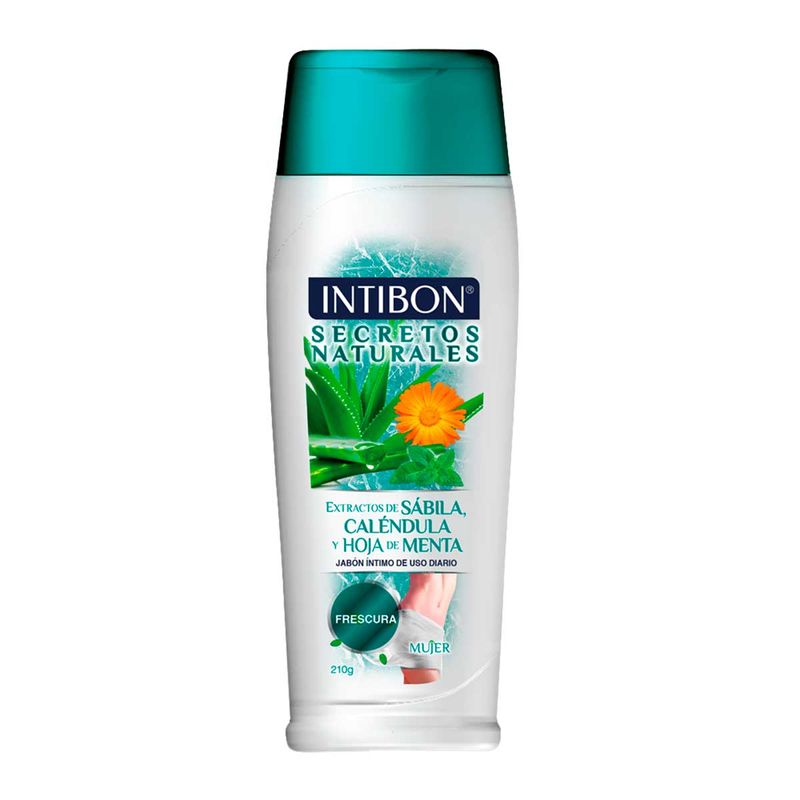 INTIBON®
SECRETOS
NATURALES
EXTRACTOS DE SÁBILA,
CALÉNDULA
Y HOJA DE MENTA
JABÓN ÍNTIMO DE USO DIARIO
FRESCURA
MUJER
210g